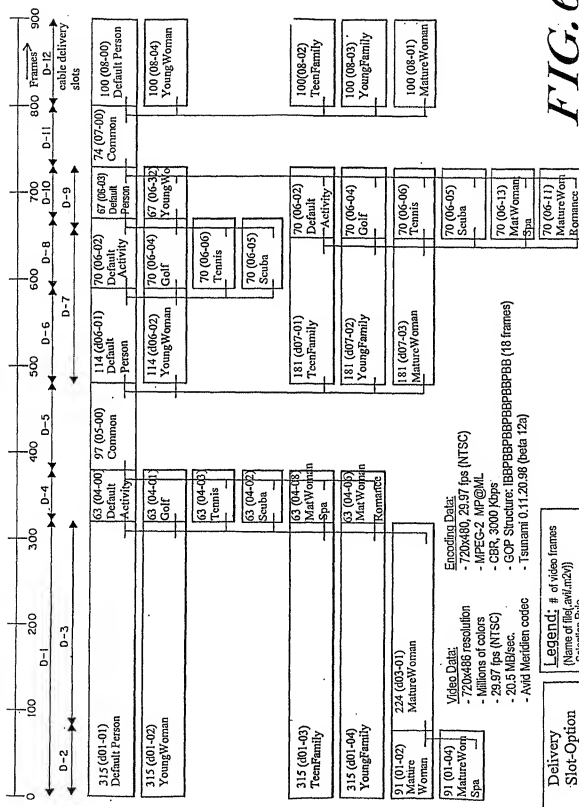 0
100
200
300
400
500
600
700
800
900
Frames
D-1
D-4
D-5
D-6
D-8
D-10
D-11
D-12
D-2
D-3
D-7
D-9
cable delivery
slots
315 (d01-01)
Default Person
63 (04-00)
Default
Activity
97 (05-00)
Common
114 (d06-01)
Default
Person
70 (06-02)
Default
Activity
67 (06-03)
Default
Person
74 (07-00)
Common
100 (08-00)
Default Person
315 (d01-02)
YoungWoman
63 (04-01)
Golf
114 (d06-02)
YoungWoman
70 (06-04)
Golf
67 (06-32)
YoungWo
100 (08-04)
YoungWoman
63 (04-03)
Tennis
70 (06-06)
Tennis
63 (04-02)
Scuba
70 (06-05)
Scuba
315 (d01-03)
TeenFamily
63 (04-08)
MatWoman
Spa
181 (d07-01)
TeenFamily
70 (06-02)
Default
Activity
100(08-02)
TeenFamily
315 (d01-04)
YoungFamily
63 (04-06)
MatWoman
Romance
181 (d07-02)
YoungFamily
70 (06-04)
Golf
100 (08-03)
YoungFamily
91 (01-02)
Mature
Woman
224 (d03-01)
MatureWoman
181 (d07-03)
MatureWoman
70 (06-06)
Tennis
100 (08-01)
MatureWoman
91 (01-04)
MatureWom
Spa
70 (06-05)
Scuba
70 (06-13)
MatWoman
Spa
70 (06-11)
MatureWom
Romance
Video Data:
- 720x486 resolution
- Millions of colors
- 29.97 fps (NTSC)
- 20.5 MB/sec.
- Avid Meridien codec
Encoding Data:
- 720x480, 29.97 fps (NTSC)
- MPEG-2 MP@ML
- CBR, 3000 Kbps
- GOP Structure: IBBPBBPBBPBBPBBPBB (18 frames)
- Tsunami 0.11.20.98 (beta 12a)
Delivery
Slot-Option
Legend: # of video frames
(Name of file(.avi/.m2v))
Selection Rule
FIG. 6